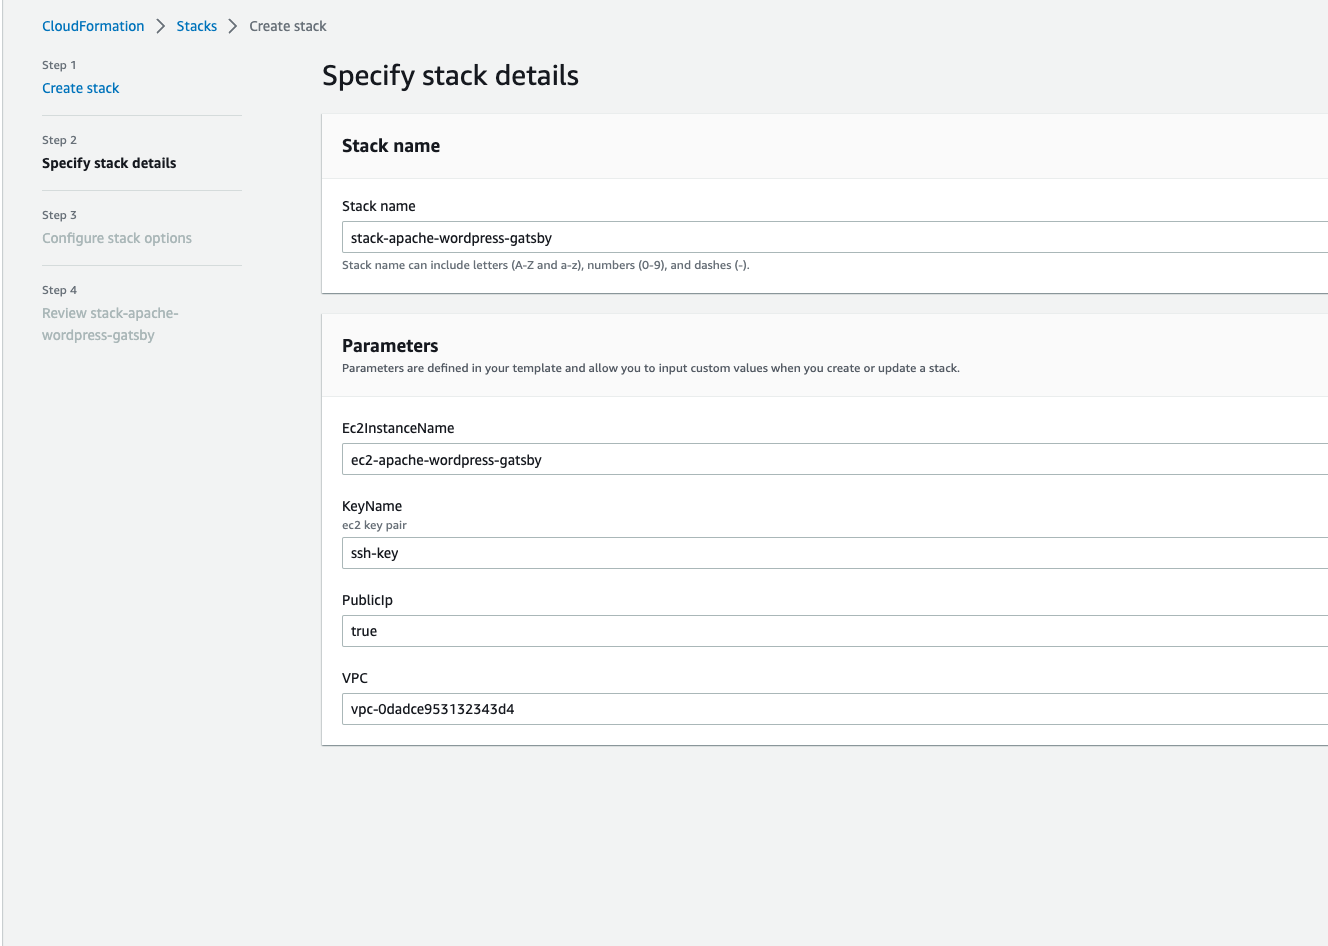 CloudFormation > Stacks > Create stack
Step 1
Create stack
Step 2
Specify stack details
Step 3
Configure stack options
Step 4
Review stack-apache-
wordpress-gatsby
Specify stack details
Stack name
Stack name
stack-apache-wordpress-gatsby
Stack name can include letters (A-Z and a-z), numbers (0-9), and dashes (-).
Parameters
Parameters are defined in your template and allow you to input custom values when you create or update a stack.
Ec2InstanceName
ec2-apache-wordpress-gatsby
KeyName
ec2 key pair
ssh-key
PublicIp
true
VPC
vpc-0dadce953132343d4